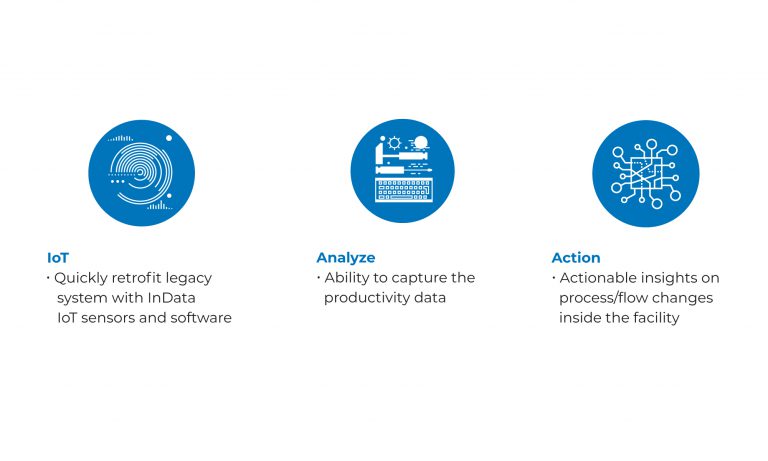 IoT
• Quickly retrofit legacy
system with InData
IoT sensors and software
Analyze
• Ability to capture the
productivity data
Action
• Actionable insights on
process/flow changes
inside the facility